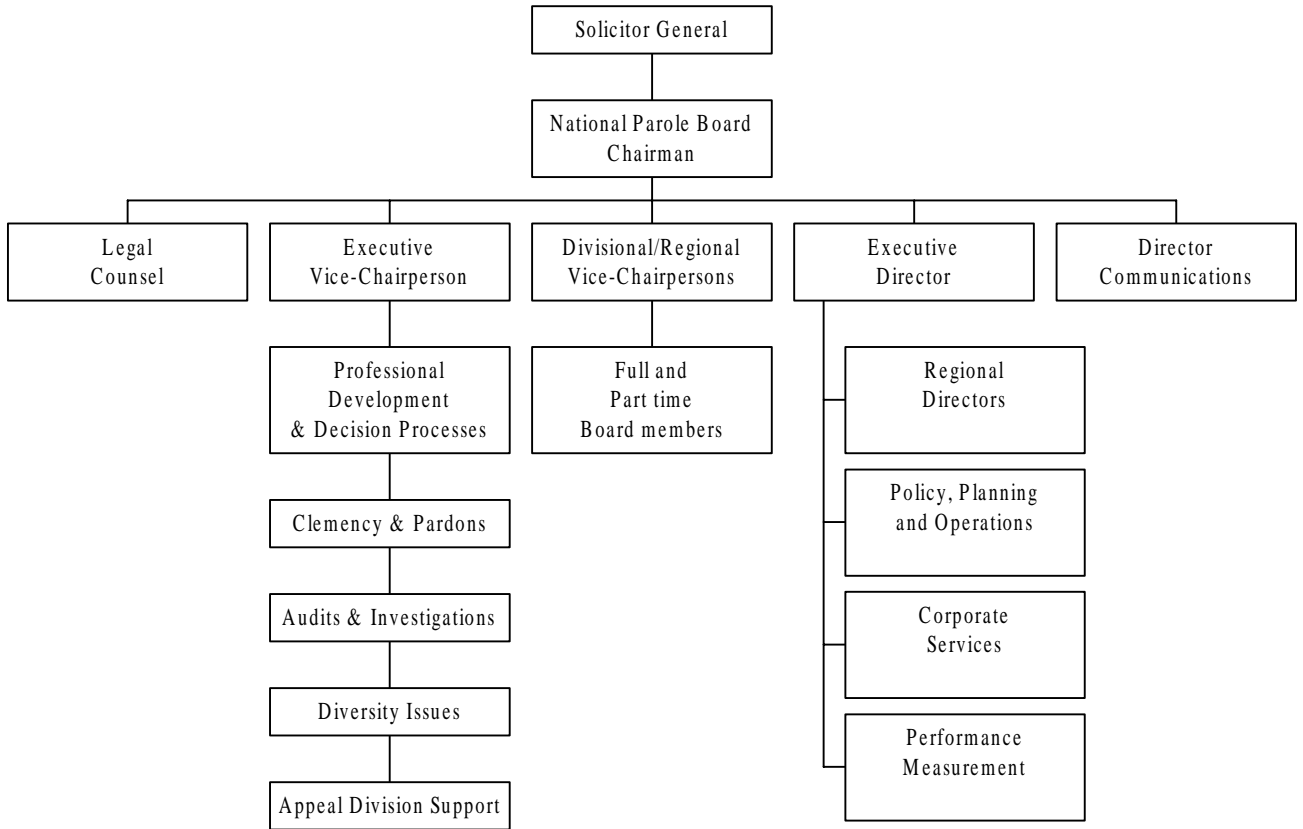 Solicitor General
National Parole Board
Chairman
Legal
Counsel
Executive
Vice-Chairperson
Divisional/Regional
Vice-Chairpersons
Executive
Director
Director
Communications
Professional
Development
& Decision Processes
Clemency & Pardons
Audits & Investigations
Diversity Issues
Appeal Division Support
Full and
Part time
Board members
Regional
Directors
Policy, Planning
and Operations
Corporate
Services
Performance
Measurement